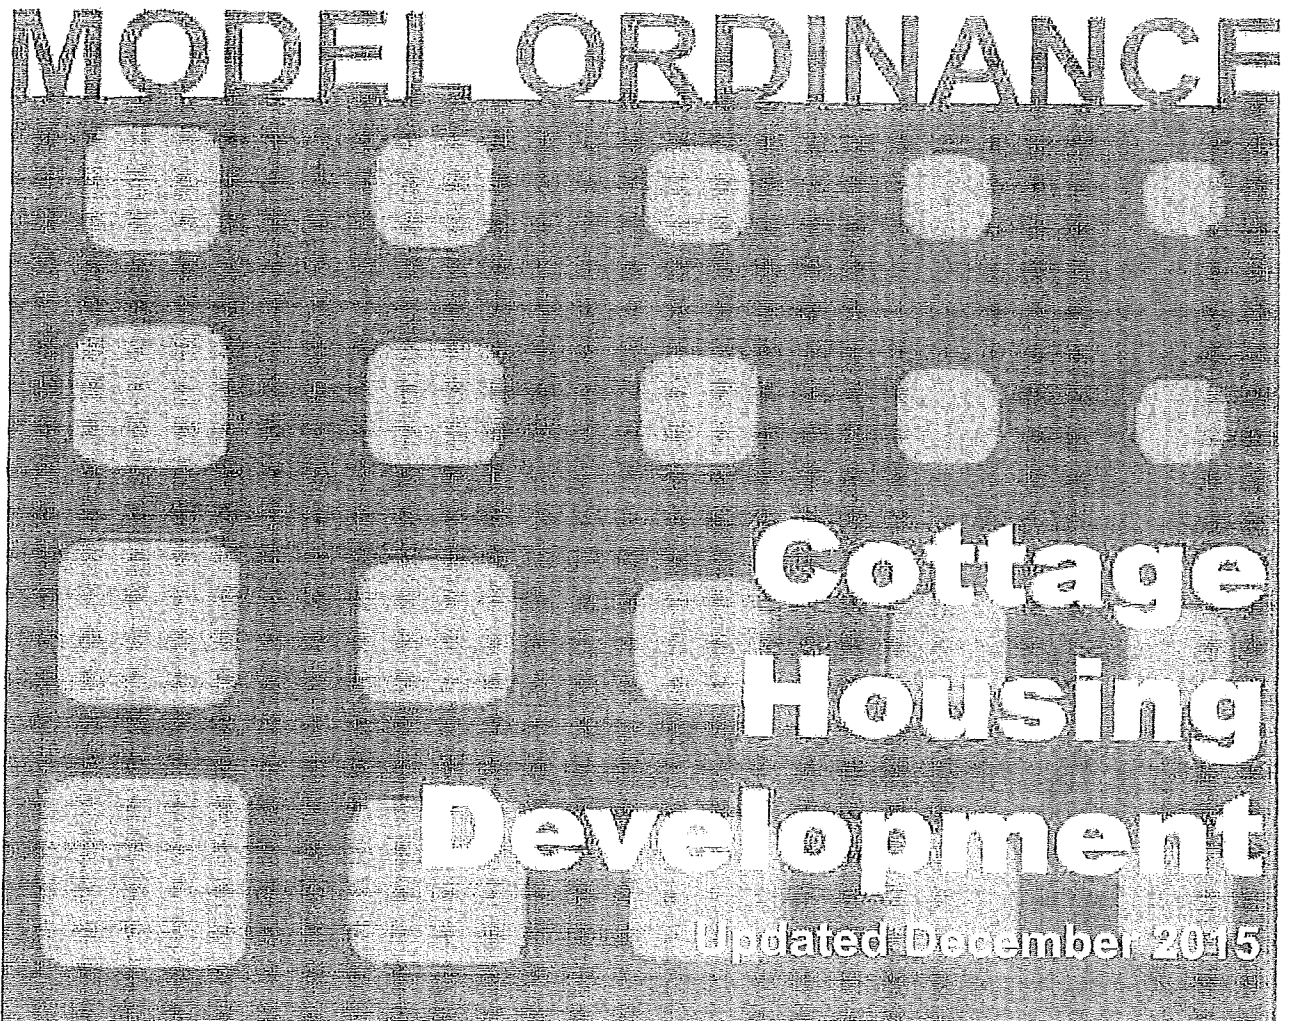 MODEL ORDINANCE
Cottage
Housing
Development
Updated December 2015